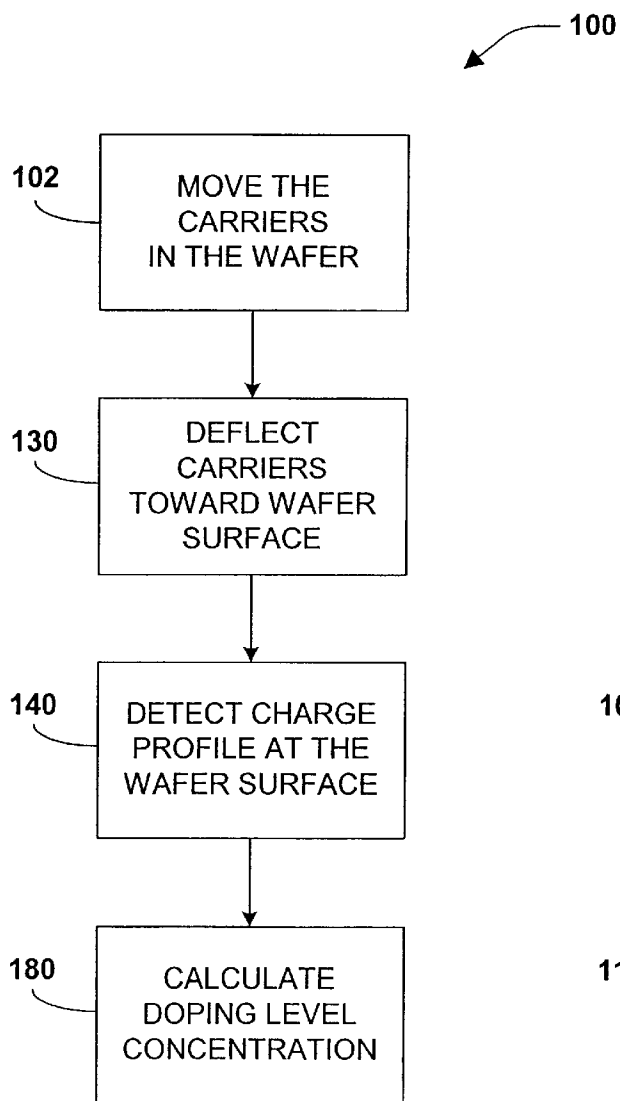 100
102
MOVE THE
CARRIERS
IN THE WAFER
130
DEFLECT
CARRIERS
TOWARD WAFER
SURFACE
140
DETECT CHARGE
PROFILE AT THE
WAFER SURFACE
180
CALCULATE
DOPING LEVEL
CONCENTRATION